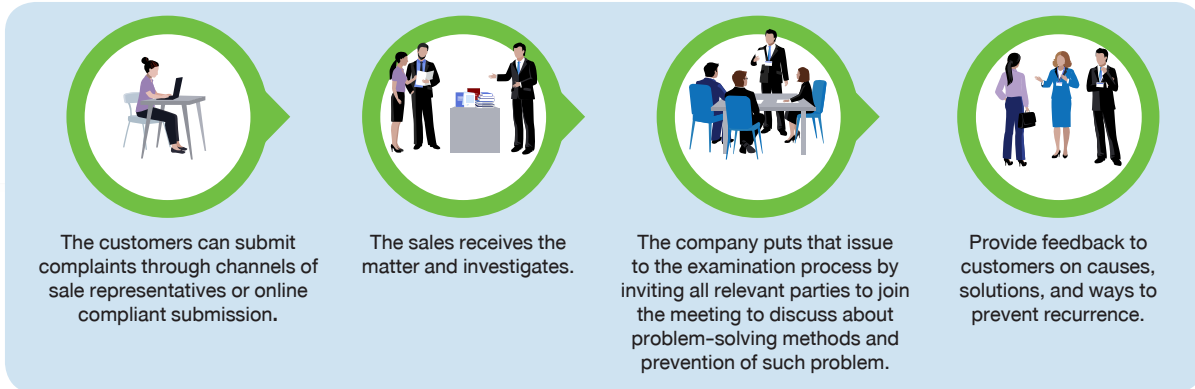 The customers can submit
complaints through channels of
sale representatives or online
compliant submission.
The sales receives the
matter and investigates.
The company puts that issue
to the examination process by
inviting all relevant parties to join
the meeting to discuss about
problem-solving methods and
prevention of such problem.
Provide feedback to
customers on causes,
solutions, and ways to
prevent recurrence.